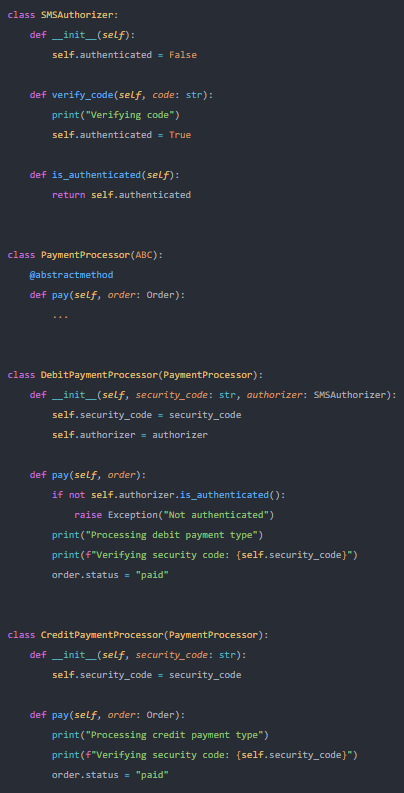 class SMSAuthorizer:
    def __init__(self):
        self.authenticated = False

    def verify_code(self, code: str):
        print("Verifying code")
        self.authenticated = True

    def is_authenticated(self):
        return self.authenticated


class PaymentProcessor(ABC):
    @abstractmethod
    def pay(self, order: Order):
        ...


class DebitPaymentProcessor(PaymentProcessor):
    def __init__(self, security_code: str, authorizer: SMSAuthorizer):
        self.security_code = security_code
        self.authorizer = authorizer

    def pay(self, order):
        if not self.authorizer.is_authenticated():
            raise Exception("Not authenticated")
        print("Processing debit payment type")
        print(f"Verifying security code: {self.security_code}")
        order.status = "paid"


class CreditPaymentProcessor(PaymentProcessor):
    def __init__(self, security_code: str):
        self.security_code = security_code

    def pay(self, order: Order):
        print("Processing credit payment type")
        print(f"Verifying security code: {self.security_code}")
        order.status = "paid"